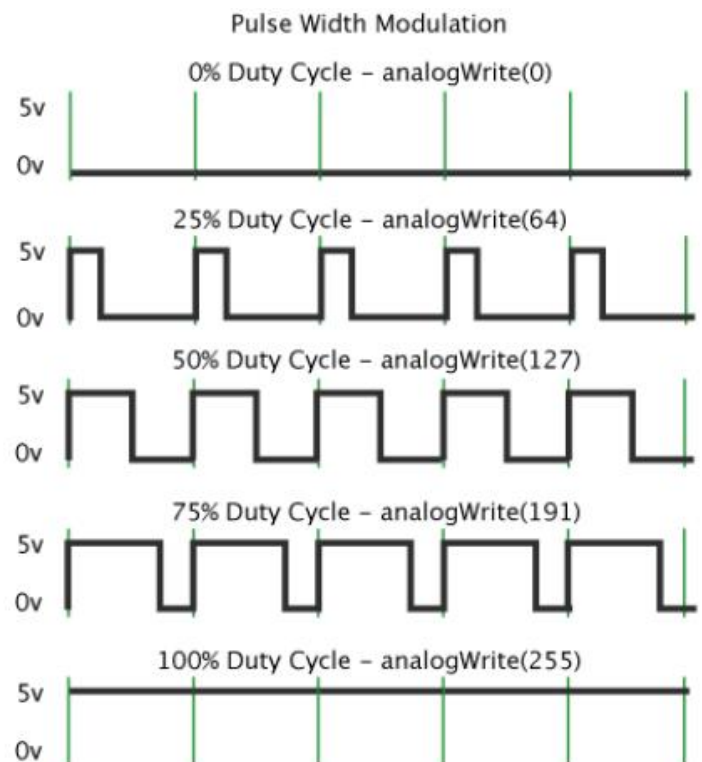 Pulse Width Modulation
0% Duty Cycle – analogWrite(0)
5v
0v
25% Duty Cycle – analogWrite(64)
5v
0v
50% Duty Cycle – analogWrite(127)
5v
0v
75% Duty Cycle – analogWrite(191)
5v
0v
100% Duty Cycle – analogWrite(255)
5v
0v